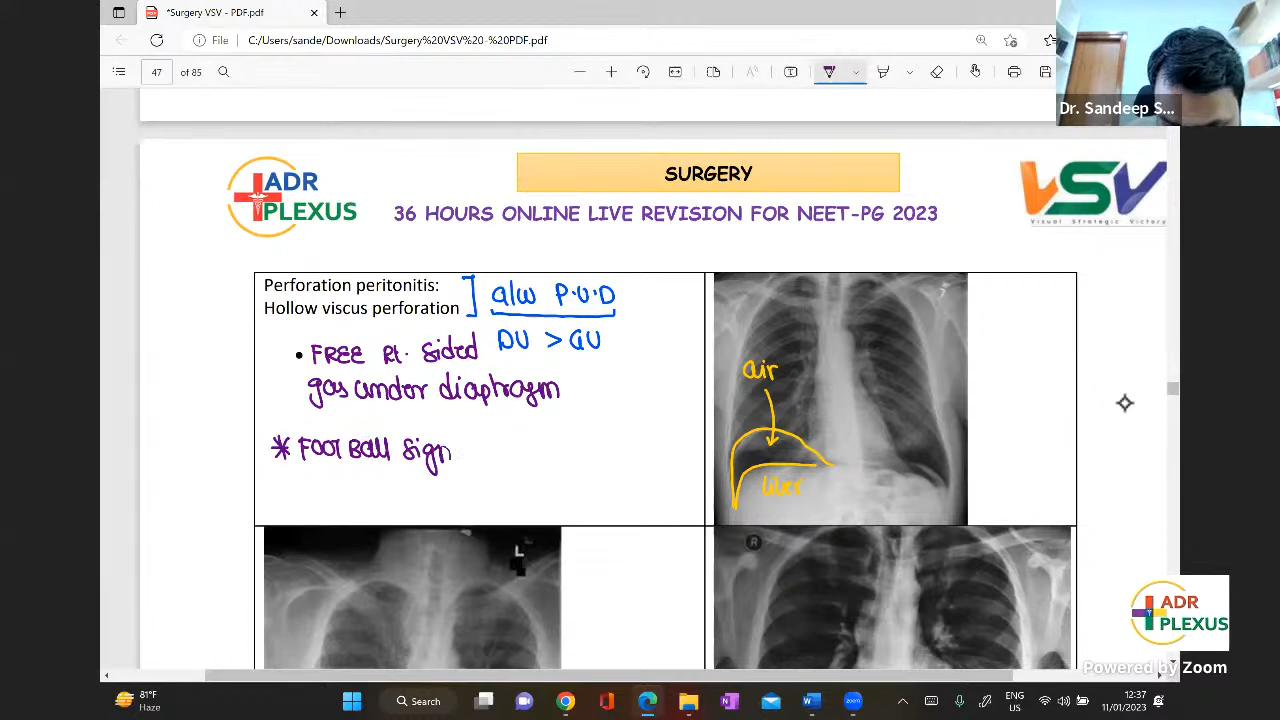 *Surgery VSV - PDF.pdf
File
C:/Users/sande/Downloads/Surgery%20VSV%20-%20PDF.pdf
47 of 85
Dr. Sandeep S...
ADR
PLEXUS
SURGERY
36 HOURS ONLINE LIVE REVISION FOR NEET-PG 2023
VSV
Visual Strategic Victory
Perforation peritonitis:
Hollow viscus perforation
a/w P.U.D
DU > GU
• FREE Rt. Sided
gas under diaphragm
* FOOT Ball Sign
air
liver
L
R
ADR
PLEXUS
Powered by Zoom
81°F
Haze
Search
ENG
US
12:37
11/01/2023